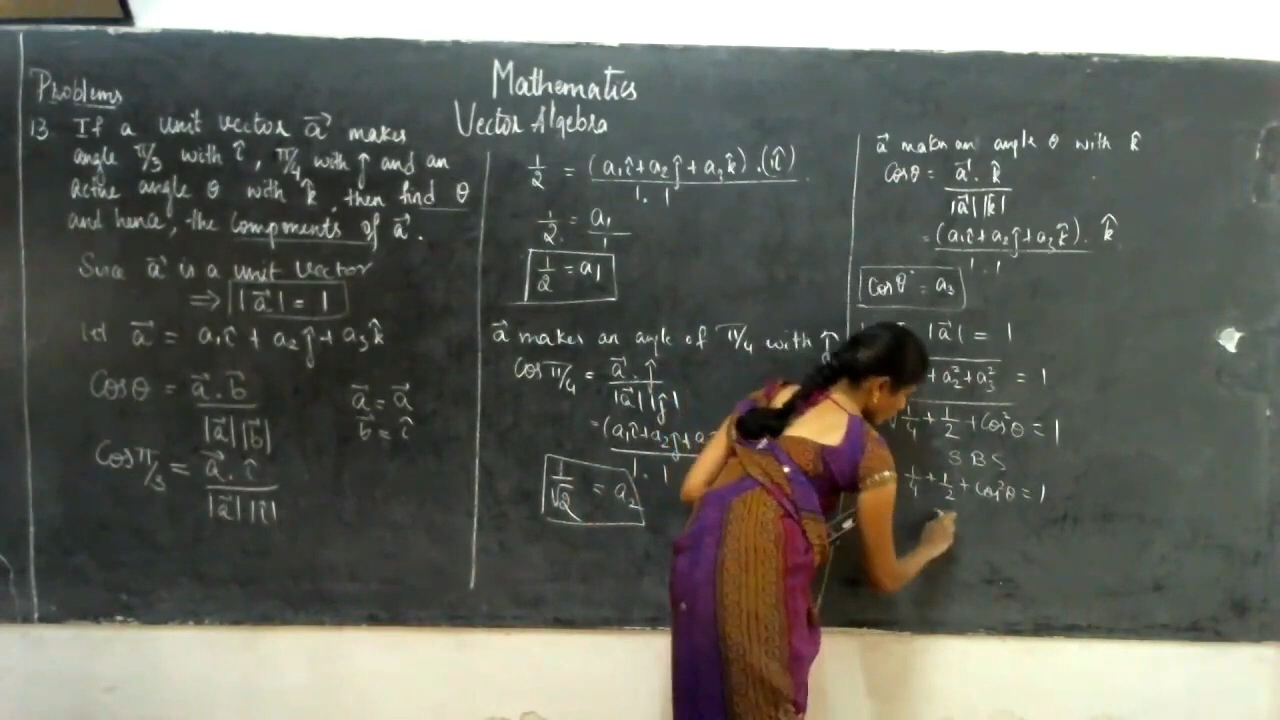 Mathematics
Vector Algebra
Problems
13 If a unit vector a⃗ makes
angle π/3 with î, π/4 with ĵ and an
acute angle θ with k̂ then find θ
and hence, the components of a⃗.
Since a⃗ is a unit vector
⇒ |a⃗| = 1
let a⃗ = a₁î + a₂ĵ + a₃k̂
Cosθ = a⃗ . b⃗ / |a⃗| |b⃗|
a⃗ = a⃗
b⃗ = î
Cos π/3 = a⃗ . î / |a⃗| |î|
1/2 = (a₁î + a₂ĵ + a₃k̂) . (î) / 1 . 1
1/2 = a₁ / 1
1/2 = a₁
a⃗ makes an angle of π/4 with ĵ
Cos π/4 = a⃗ . ĵ / |a⃗| |ĵ|
= (a₁î + a₂ĵ + a₃ / 1 . 1
1/√2 = a₂
a⃗ makes an angle θ with k̂
Cosθ = a⃗ . k̂ / |a⃗| |k̂|
= (a₁î + a₂ĵ + a₃k̂) . k̂ / 1 . 1
Cosθ = a₃
|a⃗| = 1
+ a₂² + a₃² = 1
√ 1/4 + 1/2 + Cos²θ = 1
S B S
1/4 + 1/2 + Cos²θ = 1